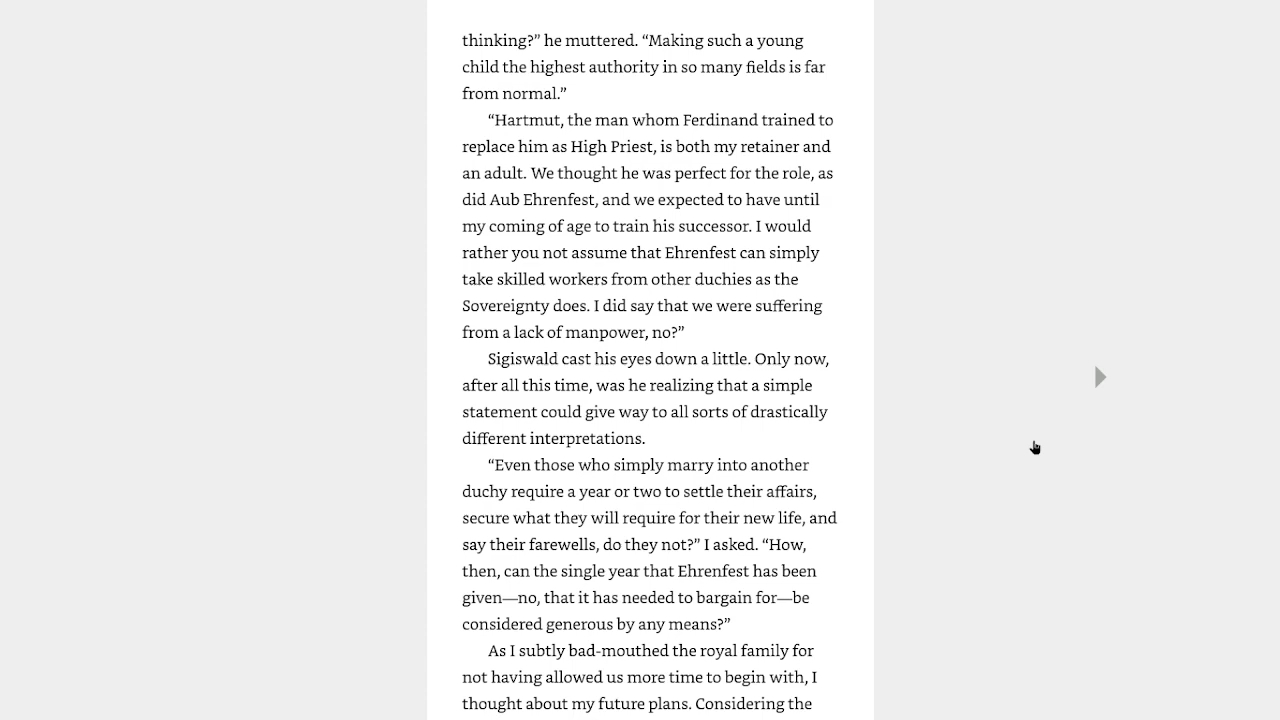 thinking?” he muttered. “Making such a young
child the highest authority in so many fields is far
from normal.”
“Hartmut, the man whom Ferdinand trained to
replace him as High Priest, is both my retainer and
an adult. We thought he was perfect for the role, as
did Aub Ehrenfest, and we expected to have until
my coming of age to train his successor. I would
rather you not assume that Ehrenfest can simply
take skilled workers from other duchies as the
Sovereignty does. I did say that we were suffering
from a lack of manpower, no?”
Sigiswald cast his eyes down a little. Only now,
after all this time, was he realizing that a simple
statement could give way to all sorts of drastically
different interpretations.
“Even those who simply marry into another
duchy require a year or two to settle their affairs,
secure what they will require for their new life, and
say their farewells, do they not?” I asked. “How,
then, can the single year that Ehrenfest has been
given—no, that it has needed to bargain for—be
considered generous by any means?”
As I subtly bad-mouthed the royal family for
not having allowed us more time to begin with, I
thought about my future plans. Considering the